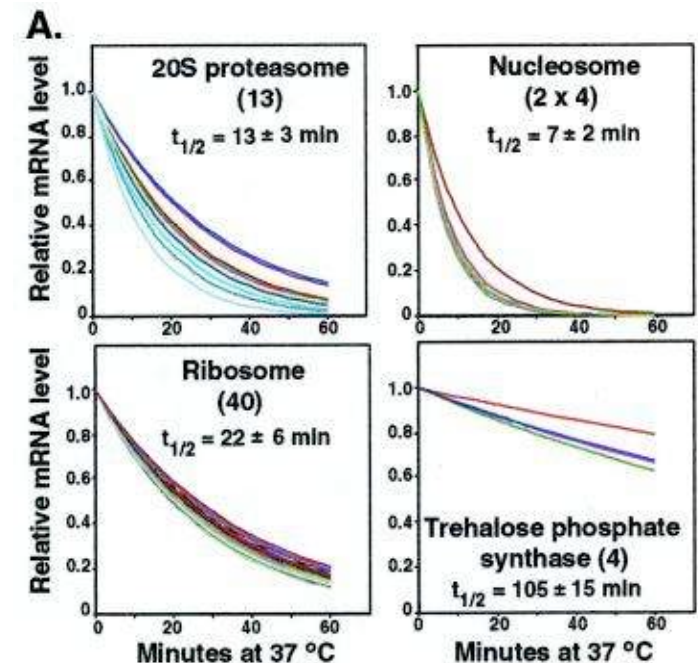 A.
20S proteasome
(13)
t1/2 = 13 ± 3 min
Relative mRNA level
1.0
0.8
0.6
0.4
0.2
0
0 20 40 60
Nucleosome
(2 x 4)
t1/2 = 7 ± 2 min
1.0
0.8
0.6
0.4
0.2
0
0 20 40 60
Ribosome
(40)
t1/2 = 22 ± 6 min
Relative mRNA level
1.0
0.8
0.6
0.4
0.2
0
0 20 40 60
Minutes at 37 °C
1.0
0.8
0.6
0.4
0.2
0
Trehalose phosphate
synthase (4)
t1/2 = 105 ± 15 min
0 20 40 60
Minutes at 37 °C